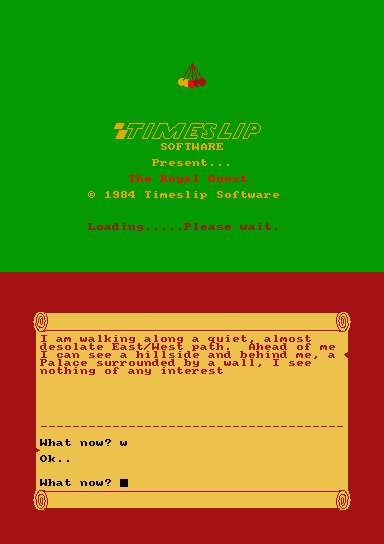 TIMESLIP
SOFTWARE
Present...
The Royal Quest
© 1984 Timeslip Software
Loading.....Please wait.
I am walking along a quiet, almost
desolate East/West path.  Ahead of me
I can see a hillside and behind me, a
Palace surrounded by a wall, I see
nothing of any interest
What now? w
Ok..
What now?